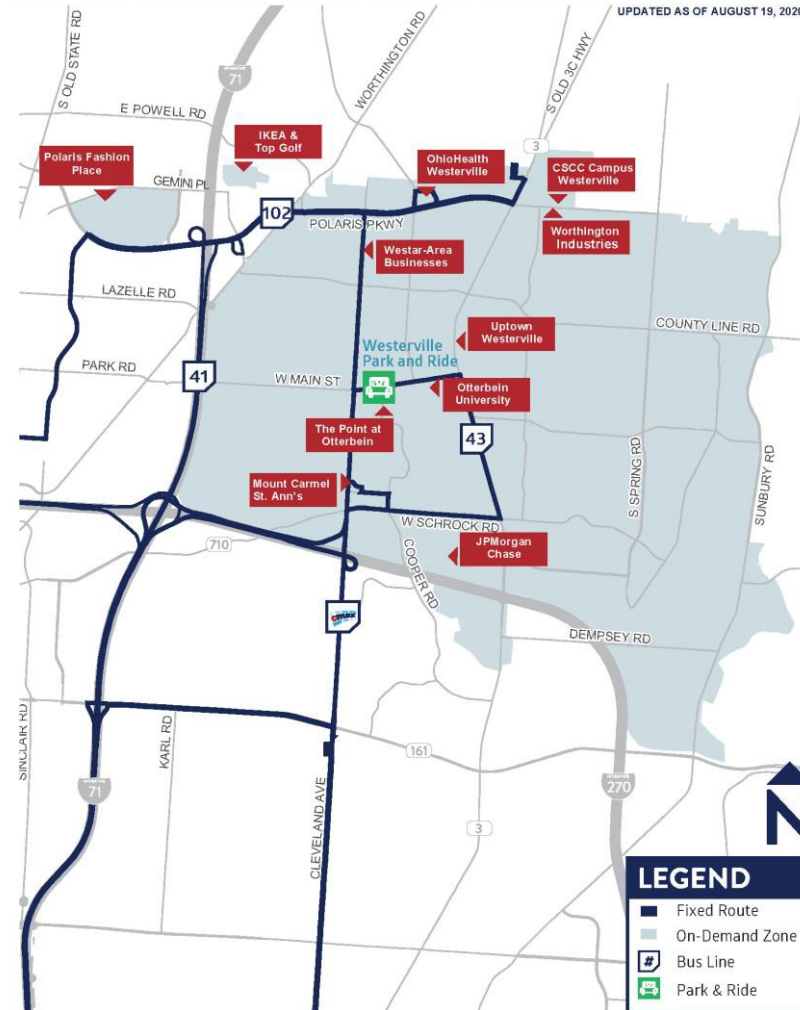 UPDATED AS OF AUGUST 19, 2020
S OLD STATE RD
71
WORTHINGTON RD
S OLD 3C HWY
E POWELL RD
IKEA &
Top Golf
3
Polaris Fashion
Place
GEMINI PL
OhioHealth
Westerville
CSCC Campus
Westerville
102
POLARIS PKWY
Worthington
Industries
Westar-Area
Businesses
LAZELLE RD
COUNTY LINE RD
Uptown
Westerville
Westerville
Park and Ride
PARK RD
41
W MAIN ST
Otterbein
University
The Point at
Otterbein
43
S SPRING RD
SUNBURY RD
Mount Carmel
St. Ann's
W SCHROCK RD
710
JPMorgan
Chase
COOPER RD
CMAX
DEMPSEY RD
SINCLAIR RD
KARL RD
161
71
270
CLEVELAND AVE
3
N
LEGEND
Fixed Route
On-Demand Zone
# Bus Line
Park & Ride